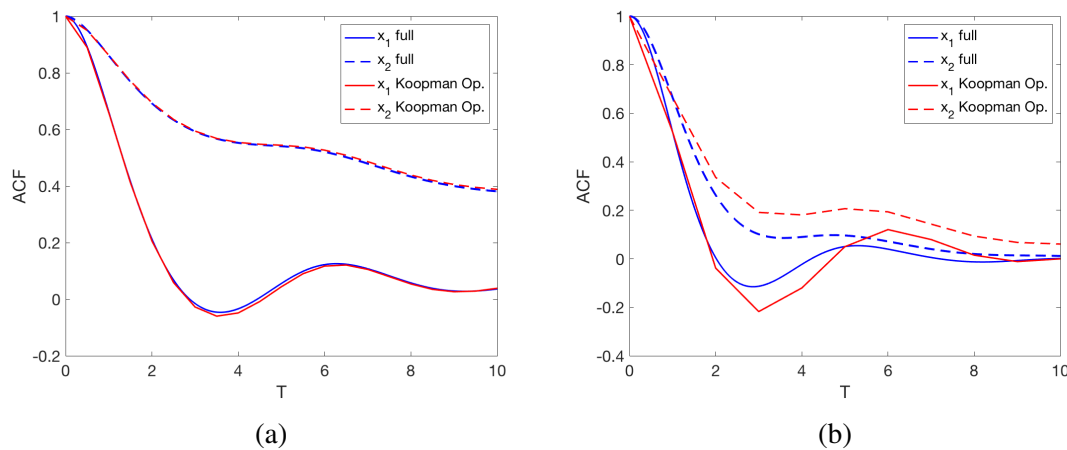 1
0.8
0.6
0.4
0.2
0
-0.2
0 2 4 6 8 10
ACF
T
x1 full
x2 full
x1 Koopman Op.
x2 Koopman Op.
(a)
1
0.8
0.6
0.4
0.2
0
-0.2
-0.4
0 2 4 6 8 10
ACF
T
x1 full
x2 full
x1 Koopman Op.
x2 Koopman Op.
(b)